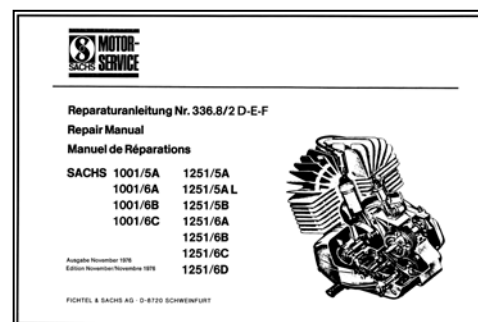 SACHS
MOTOR-
SERVICE
Reparaturanleitung Nr. 336.8/2 D-E-F
Repair Manual
Manuel de Réparations
SACHS 1001/5A 1251/5A
1001/6A 1251/5AL
1001/6B 1251/5B
1001/6C 1251/6A
1251/6B
1251/6C
Ausgabe November 1976
Edition November/Novembre 1976 1251/6D
FICHTEL & SACHS AG · D-8720 SCHWEINFURT